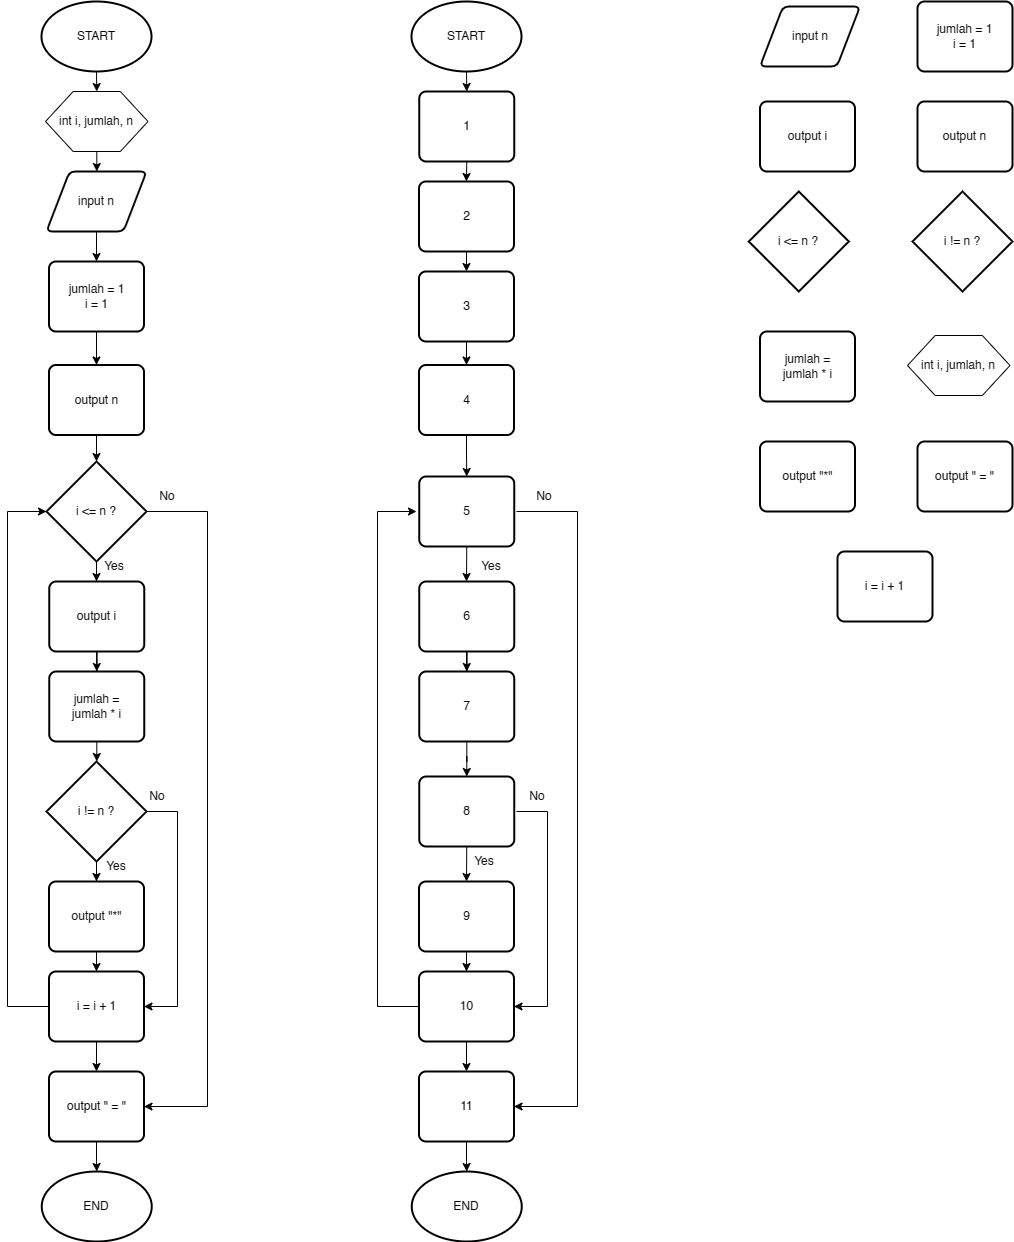 START
int i, jumlah, n
input n
jumlah = 1
i = 1
output n
i <= n ?
No
Yes
output i
jumlah =
jumlah * i
i != n ?
No
Yes
output "*"
i = i + 1
output " = "
END
START
1
2
3
4
5
No
Yes
6
7
8
No
Yes
9
10
11
END
input n
jumlah = 1
i = 1
output i
output n
i <= n ?
i != n ?
jumlah =
jumlah * i
int i, jumlah, n
output "*"
output " = "
i = i + 1